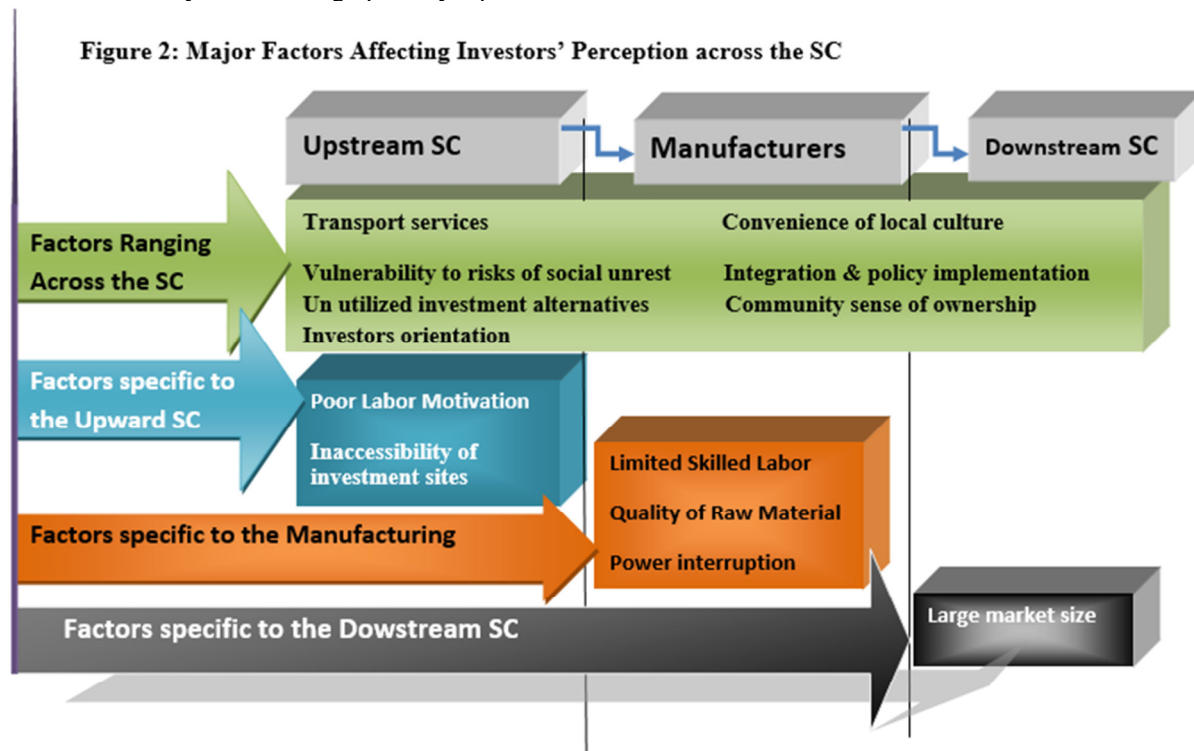 Figure 2: Major Factors Affecting Investors’ Perception across the SC
Upstream SC
Manufacturers
Downstream SC
Factors Ranging
Across the SC
Transport services
Convenience of local culture
Vulnerability to risks of social unrest
Integration & policy implementation
Un utilized investment alternatives
Community sense of ownership
Investors orientation
Factors specific to
the Upward SC
Poor Labor Motivation
Inaccessibility of
investment sites
Factors specific to the Manufacturing
Limited Skilled Labor
Quality of Raw Material
Power interruption
Factors specific to the Dowstream SC
Large market size